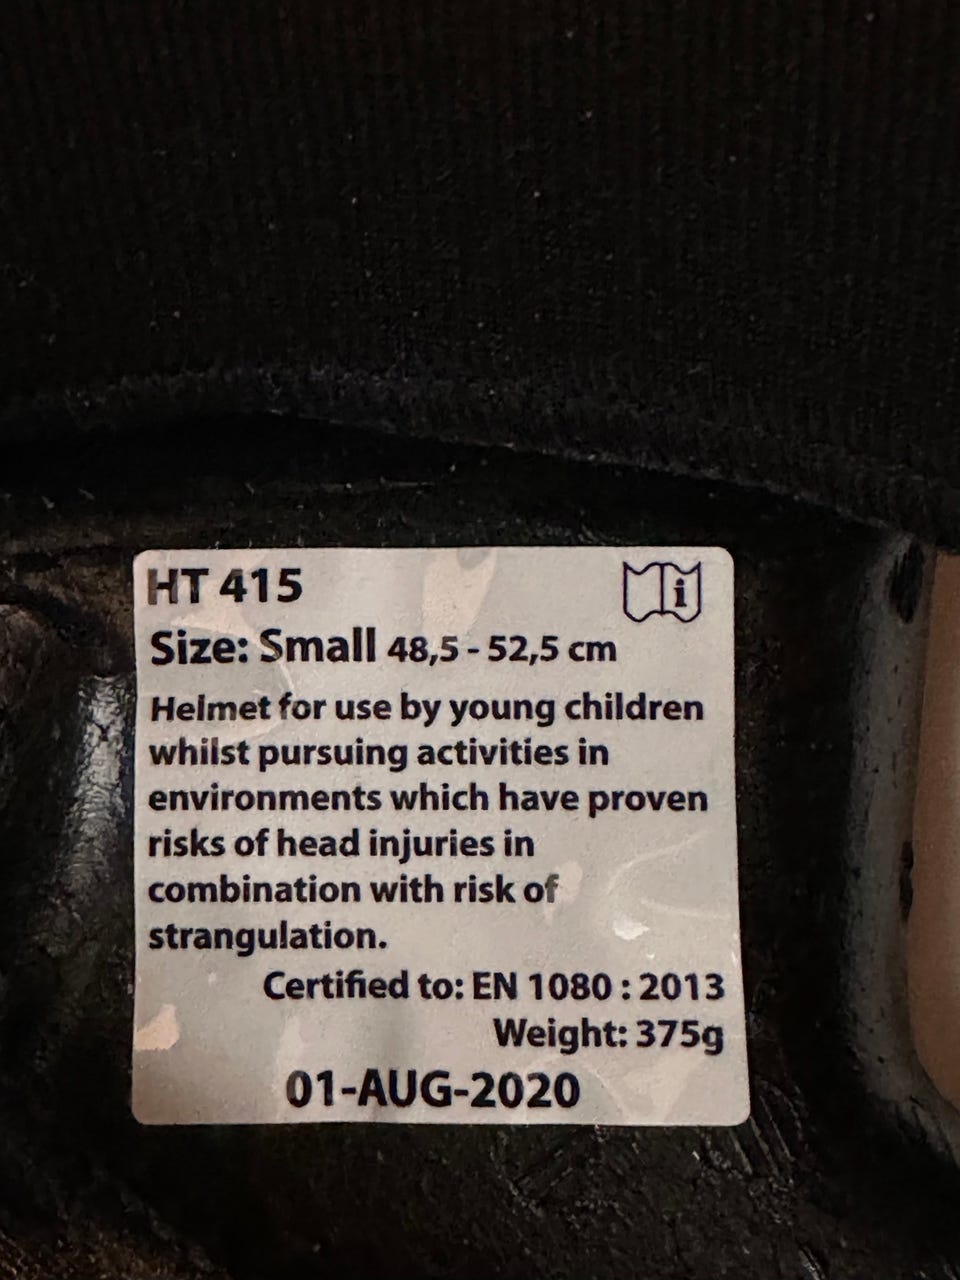 HT 415
i
Size: Small 48,5 - 52,5 cm
Helmet for use by young children
whilst pursuing activities in
environments which have proven
risks of head injuries in
combination with risk of
strangulation.
Certified to: EN 1080 : 2013
Weight: 375g
01-AUG-2020